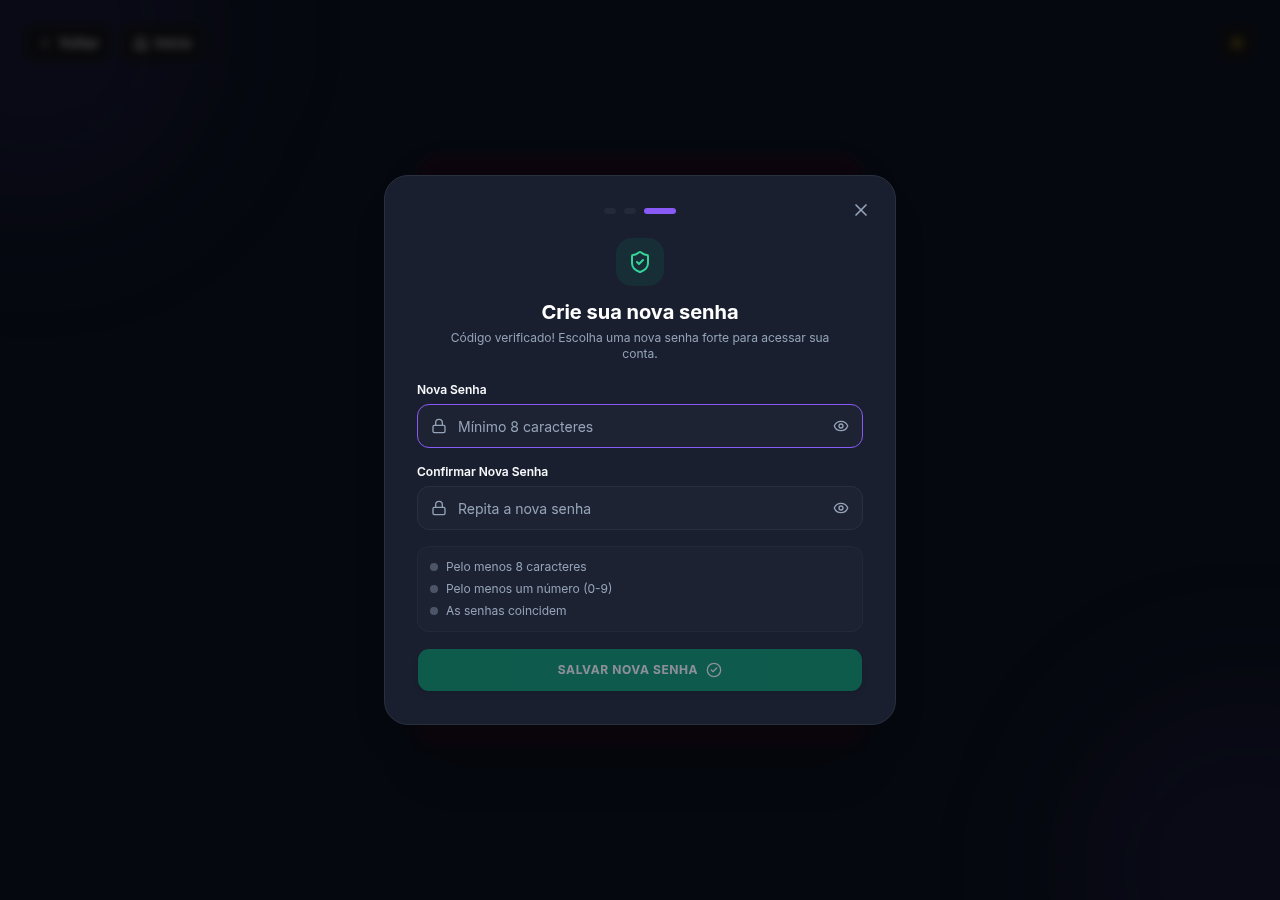 Crie sua nova senha
Código verificado! Escolha uma nova senha forte para acessar sua
conta.
Nova Senha
Mínimo 8 caracteres
Confirmar Nova Senha
Repita a nova senha
Pelo menos 8 caracteres
Pelo menos um número (0-9)
As senhas coincidem
SALVAR NOVA SENHA